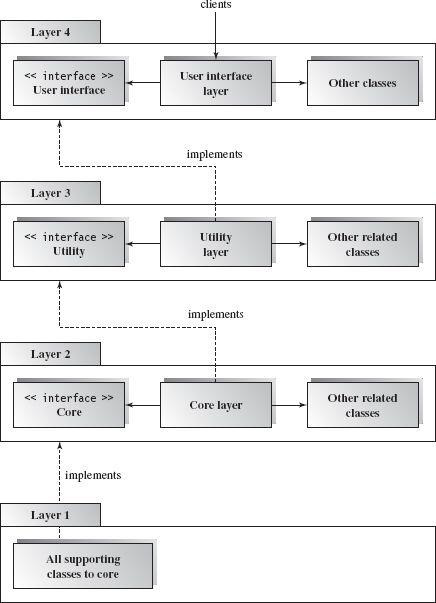 clients
Layer 4
<< interface >>
User interface
User interface
layer
Other classes
implements
Layer 3
<< interface >>
Utility
Utility
layer
Other related
classes
implements
Layer 2
<< interface >>
Core
Core layer
Other related
classes
implements
Layer 1
All supporting
classes to core